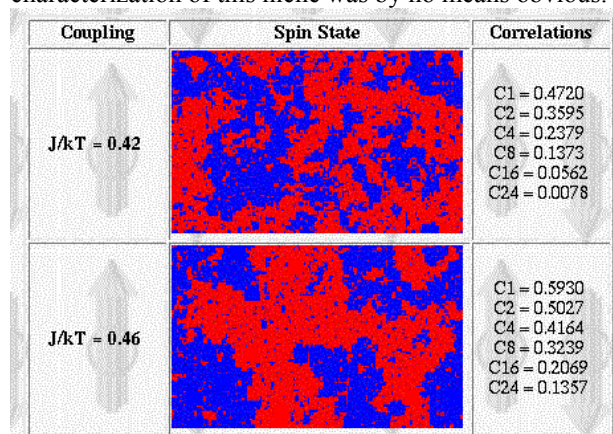 characterization of this niche was by no means obvious.
Coupling Spin State Correlations
J/kT = 0.42
C1 = 0.4720
C2 = 0.3595
C4 = 0.2379
C8 = 0.1373
C16 = 0.0562
C24 = 0.0078
J/kT = 0.46
C1 = 0.5930
C2 = 0.5027
C4 = 0.4164
C8 = 0.3239
C16 = 0.2069
C24 = 0.1357